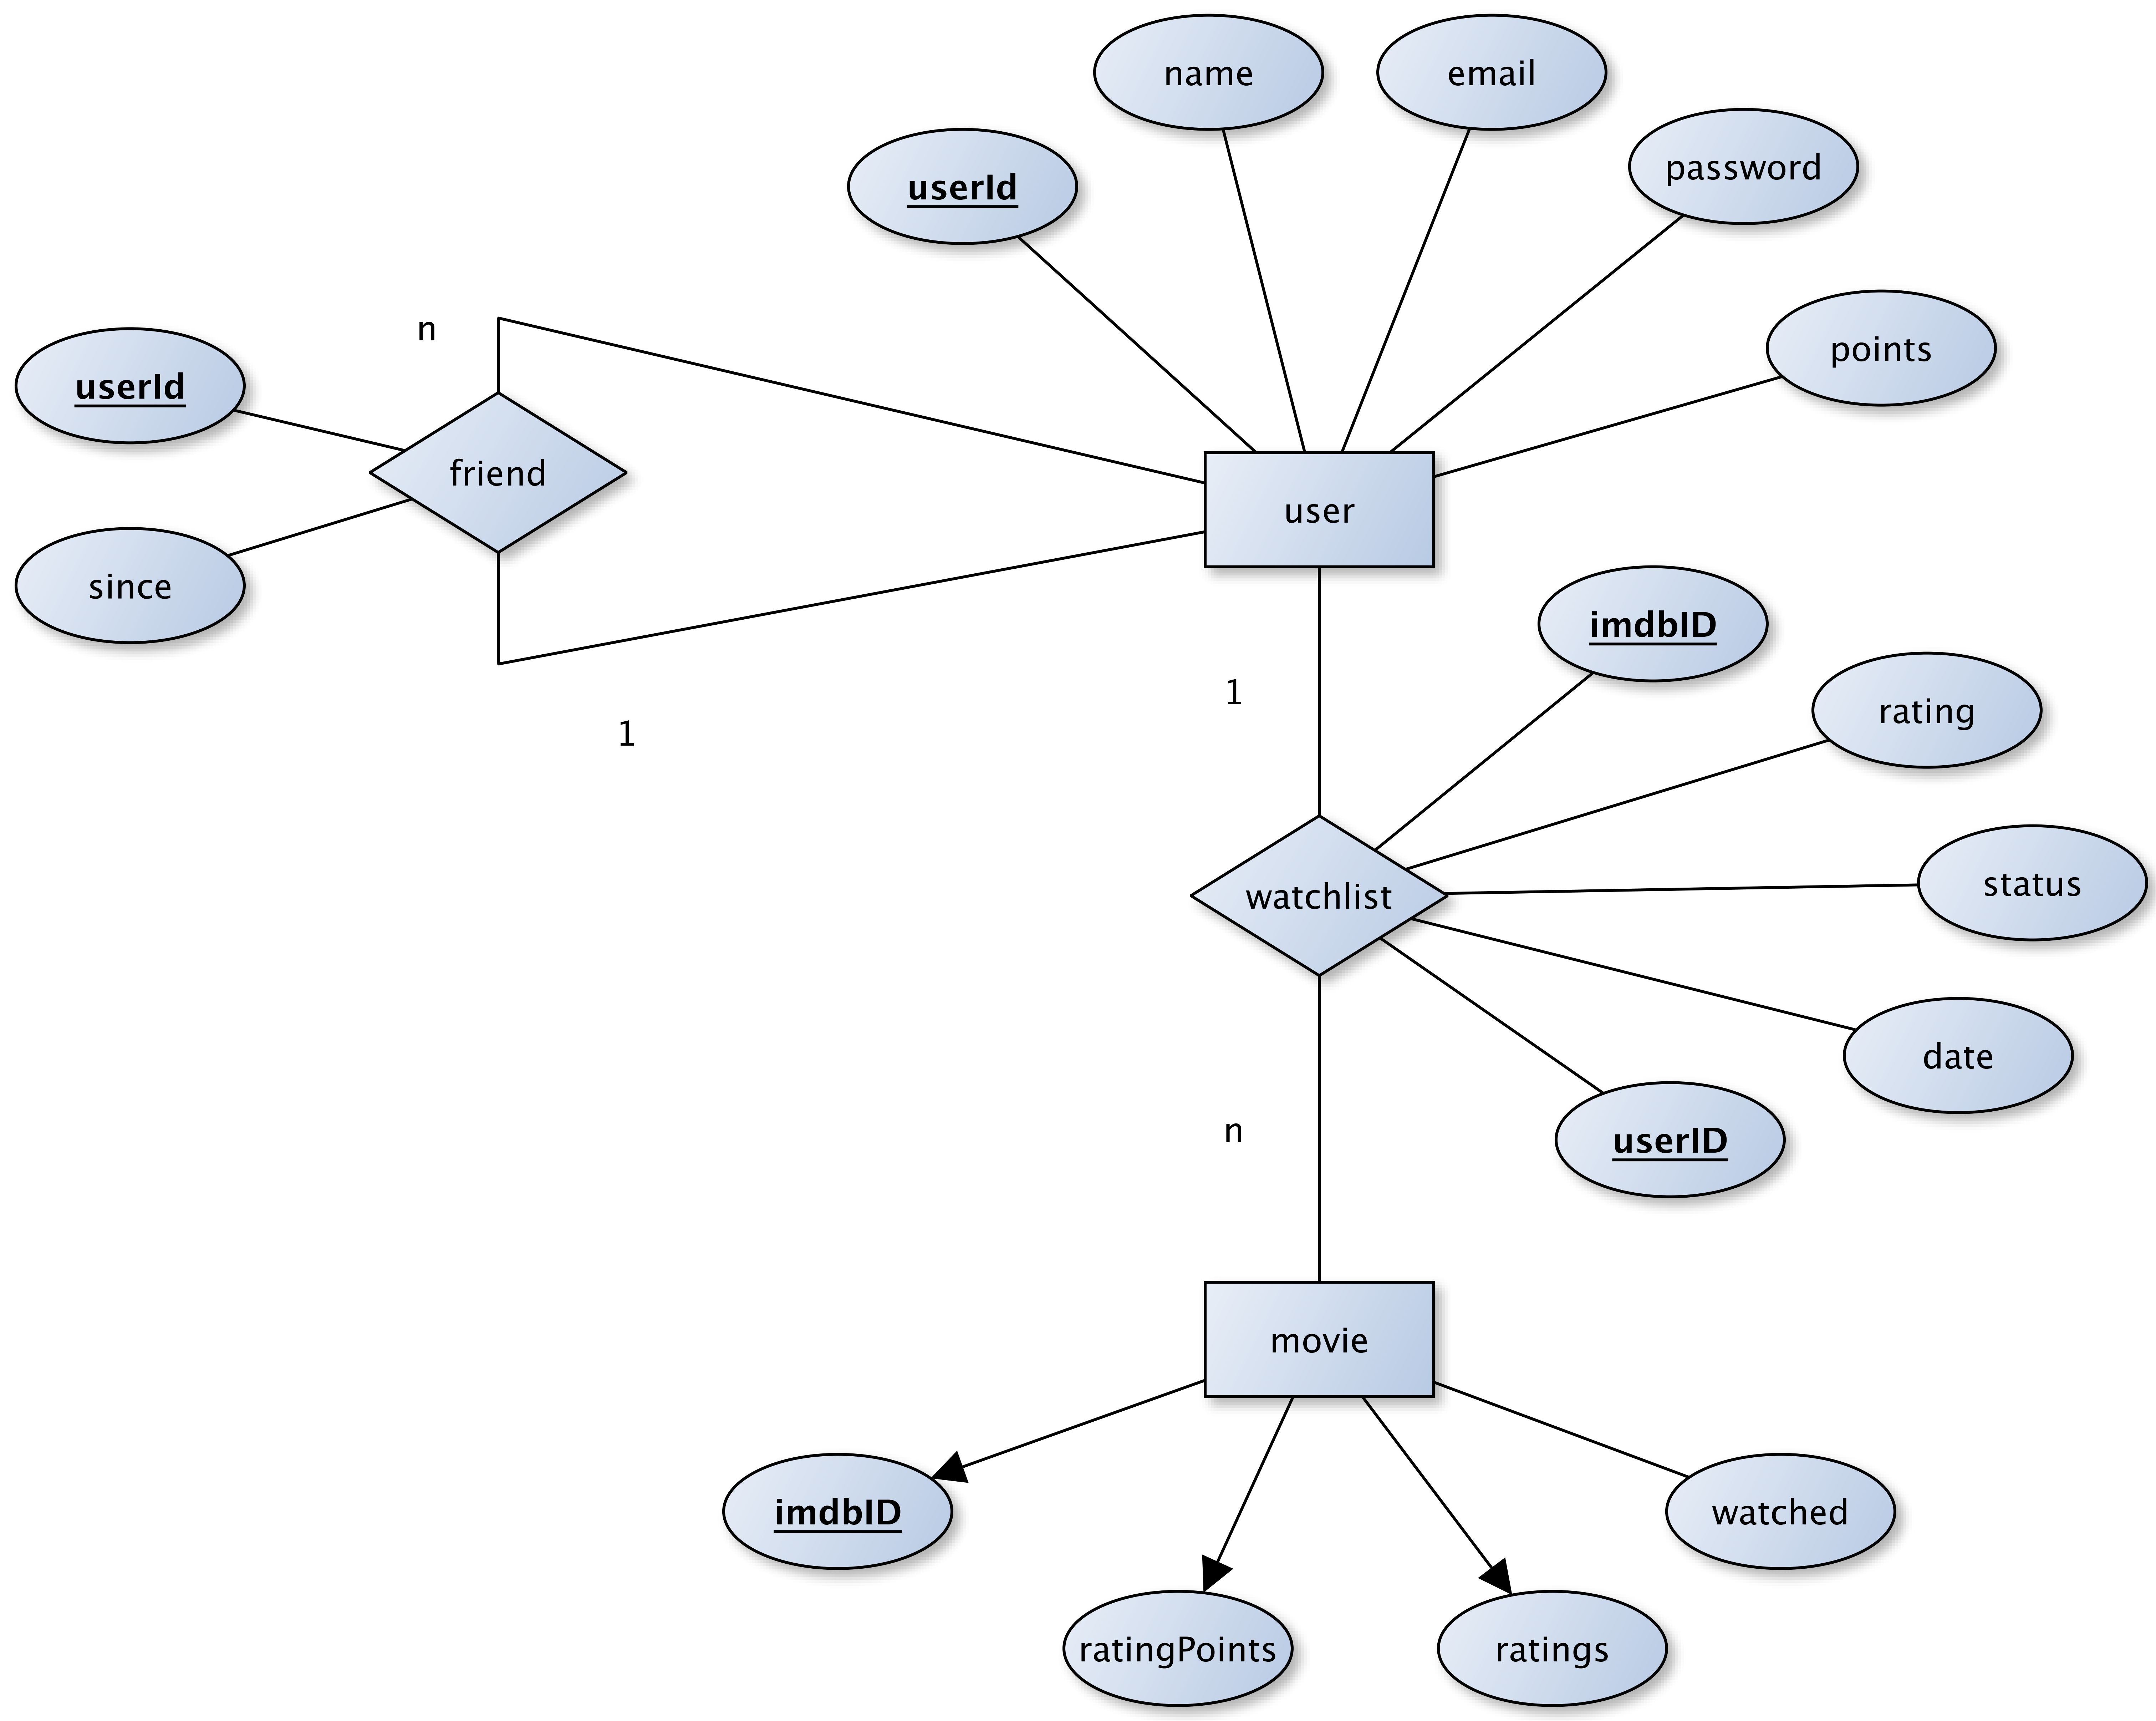 name
email
password
userId
points
n
userId
friend
since
user
1
imdbID
rating
1
watchlist
status
date
n
userID
movie
imdbID
watched
ratingPoints
ratings